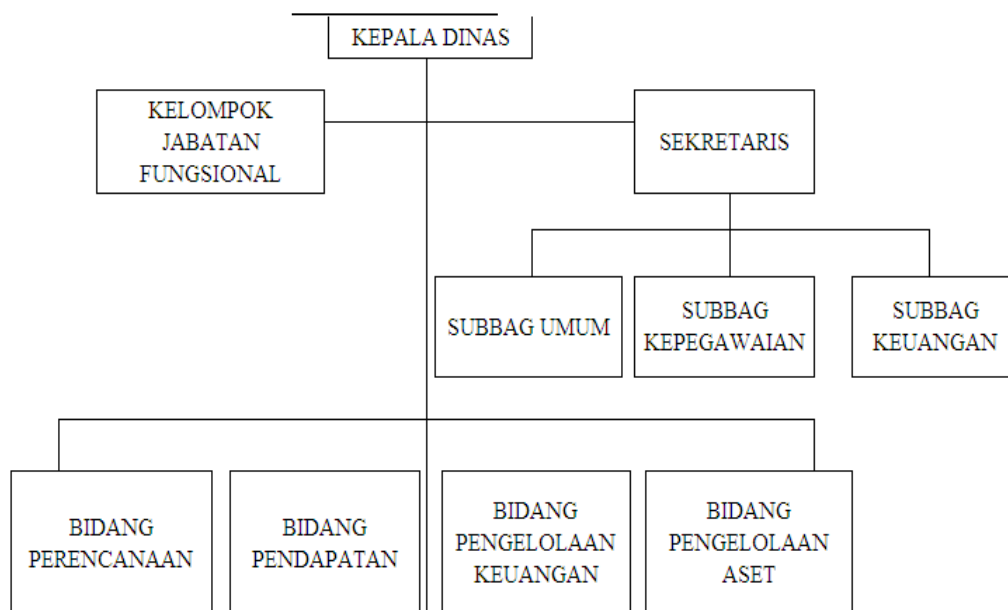 KEPALA DINAS
KELOMPOK
JABATAN
FUNGSIONAL
SEKRETARIS
SUBBAG UMUM
SUBBAG
KEPEGAWAIAN
SUBBAG
KEUANGAN
BIDANG
PERENCANAAN
BIDANG
PENDAPATAN
BIDANG
PENGELOLAAN
KEUANGAN
BIDANG
PENGELOLAAN
ASET